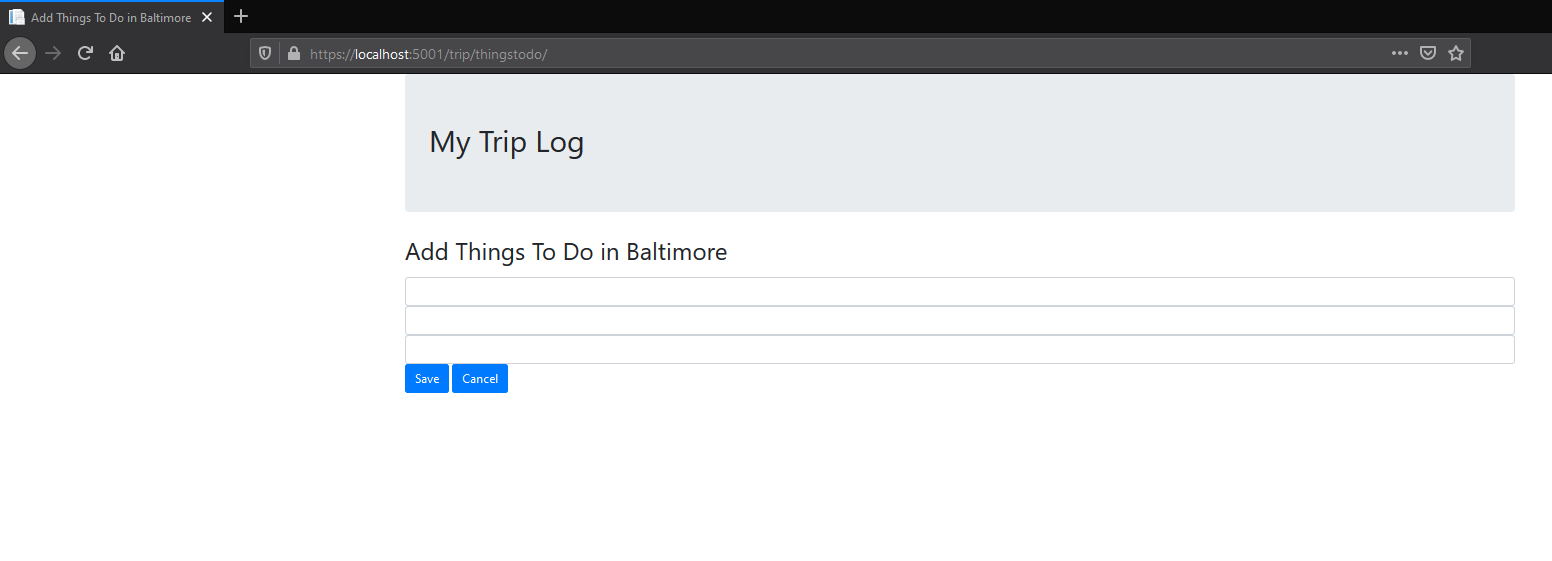 Add Things To Do in Baltimore
https://localhost:5001/trip/thingstodo/
My Trip Log
Add Things To Do in Baltimore
Save Cancel